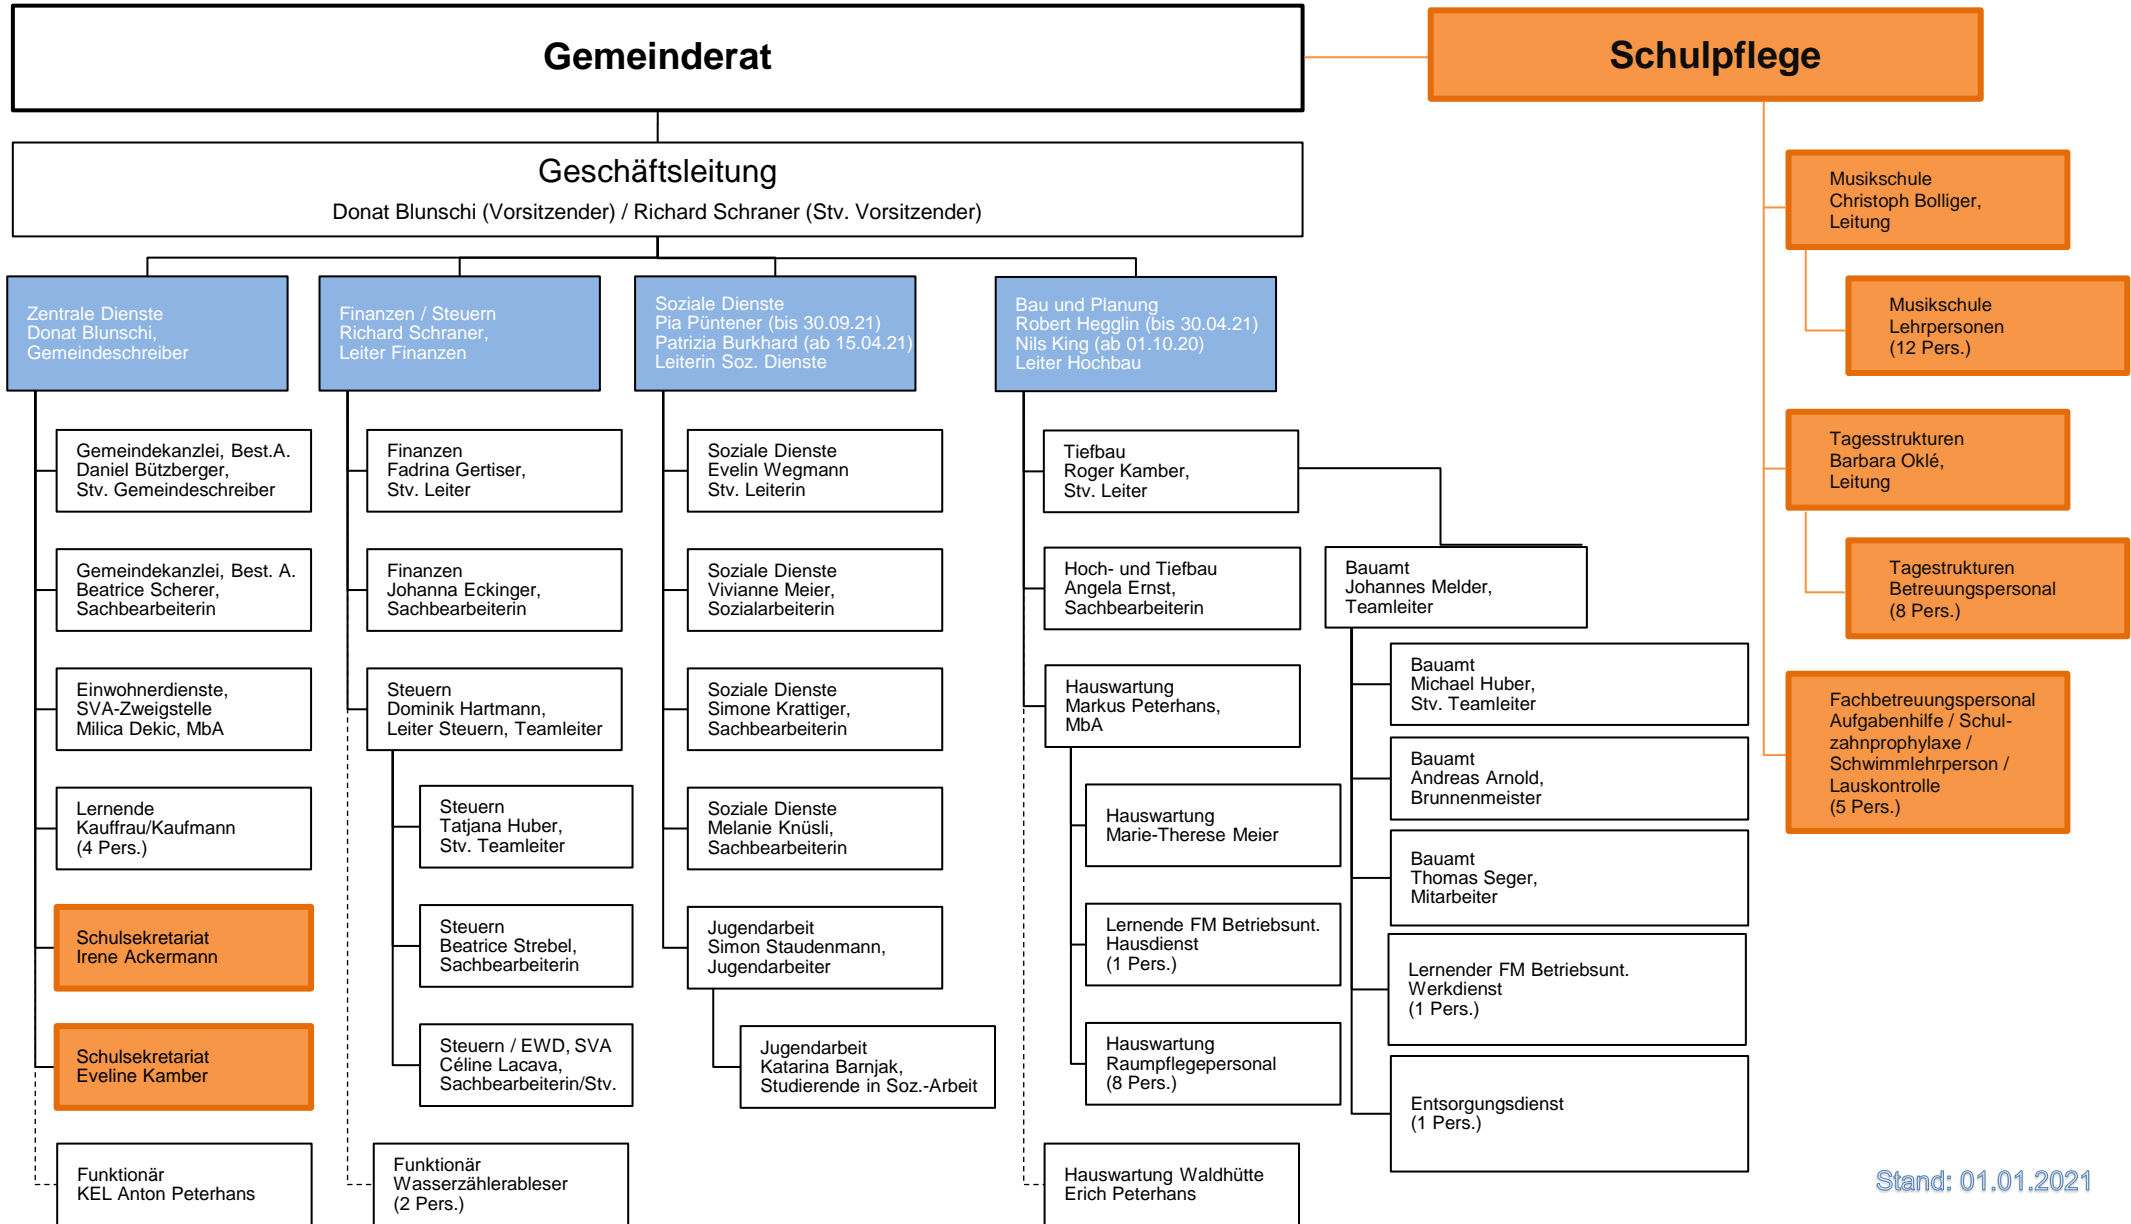 Gemeinderat
Schulpflege
Geschäftsleitung
Donat Blunschi (Vorsitzender) / Richard Schraner (Stv. Vorsitzender)
Zentrale Dienste
Donat Blunschi,
Gemeindeschreiber
Gemeindekanzlei, Best.A.
Daniel Bützberger,
Stv. Gemeindeschreiber
Gemeindekanzlei, Best. A.
Beatrice Scherer,
Sachbearbeiterin
Einwohnerdienste,
SVA-Zweigstelle
Milica Dekic, MbA
Lernende
Kauffrau/Kaufmann
(4 Pers.)
Schulsekretariat
Irene Ackermann
Schulsekretariat
Eveline Kamber
Funktionär
KEL Anton Peterhans
Finanzen / Steuern
Richard Schraner,
Leiter Finanzen
Finanzen
Fadrina Gertiser,
Stv. Leiter
Finanzen
Johanna Eckinger,
Sachbearbeiterin
Steuern
Dominik Hartmann,
Leiter Steuern, Teamleiter
Steuern
Tatjana Huber,
Stv. Teamleiter
Steuern
Beatrice Strebel,
Sachbearbeiterin
Steuern / EWD, SVA
Céline Lacava,
Sachbearbeiterin/Stv.
Funktionär
Wasserzählerableser
(2 Pers.)
Soziale Dienste
Pia Püntener (bis 30.09.21)
Patrizia Burkhard (ab 15.04.21)
Leiterin Soz. Dienste
Soziale Dienste
Evelin Wegmann
Stv. Leiterin
Soziale Dienste
Vivianne Meier,
Sozialarbeiterin
Soziale Dienste
Simone Krattiger,
Sachbearbeiterin
Soziale Dienste
Melanie Knüsli,
Sachbearbeiterin
Jugendarbeit
Simon Staudenmann,
Jugendarbeiter
Jugendarbeit
Katarina Barnjak,
Studierende in Soz.-Arbeit
Bau und Planung
Robert Hegglin (bis 30.04.21)
Nils King (ab 01.10.20)
Leiter Hochbau
Tiefbau
Roger Kamber,
Stv. Leiter
Hoch- und Tiefbau
Angela Ernst,
Sachbearbeiterin
Hauswartung
Markus Peterhans,
MbA
Hauswartung
Marie-Therese Meier
Lernende FM Betriebsunt.
Hausdienst
(1 Pers.)
Hauswartung
Raumpflegepersonal
(8 Pers.)
Hauswartung Waldhütte
Erich Peterhans
Bauamt
Johannes Melder,
Teamleiter
Bauamt
Michael Huber,
Stv. Teamleiter
Bauamt
Andreas Arnold,
Brunnenmeister
Bauamt
Thomas Seger,
Mitarbeiter
Lernender FM Betriebsunt.
Werkdienst
(1 Pers.)
Entsorgungsdienst
(1 Pers.)
Musikschule
Christoph Bolliger,
Leitung
Musikschule
Lehrpersonen
(12 Pers.)
Tagesstrukturen
Barbara Oklé,
Leitung
Tagestrukturen
Betreuungspersonal
(8 Pers.)
Fachbetreuungspersonal
Aufgabenhilfe / Schul-
zahnprophylaxe /
Schwimmlehrperson /
Lauskontrolle
(5 Pers.)
Stand: 01.01.2021